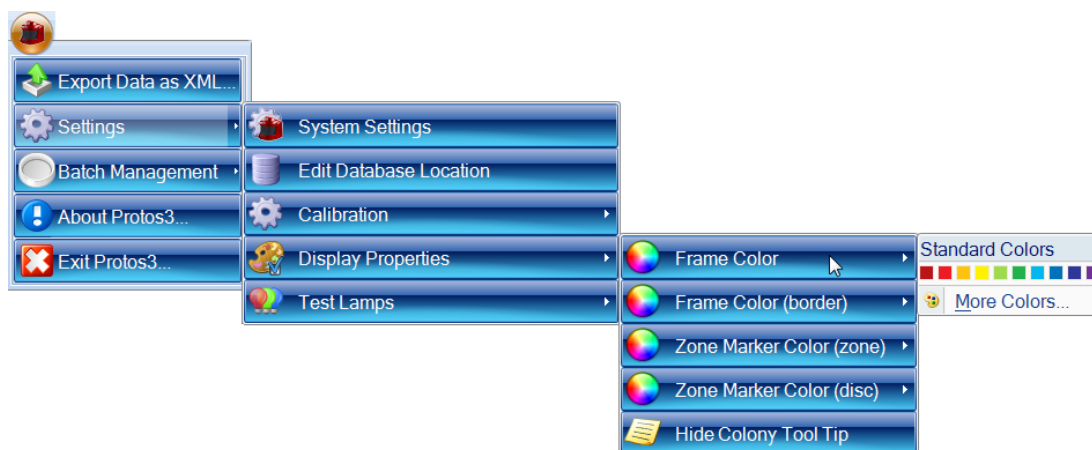 Export Data as XML...
Settings
Batch Management
About Protos3...
Exit Protos3...
System Settings
Edit Database Location
Calibration
Display Properties
Test Lamps
Frame Color
Frame Color (border)
Zone Marker Color (zone)
Zone Marker Color (disc)
Hide Colony Tool Tip
Standard Colors
More Colors...